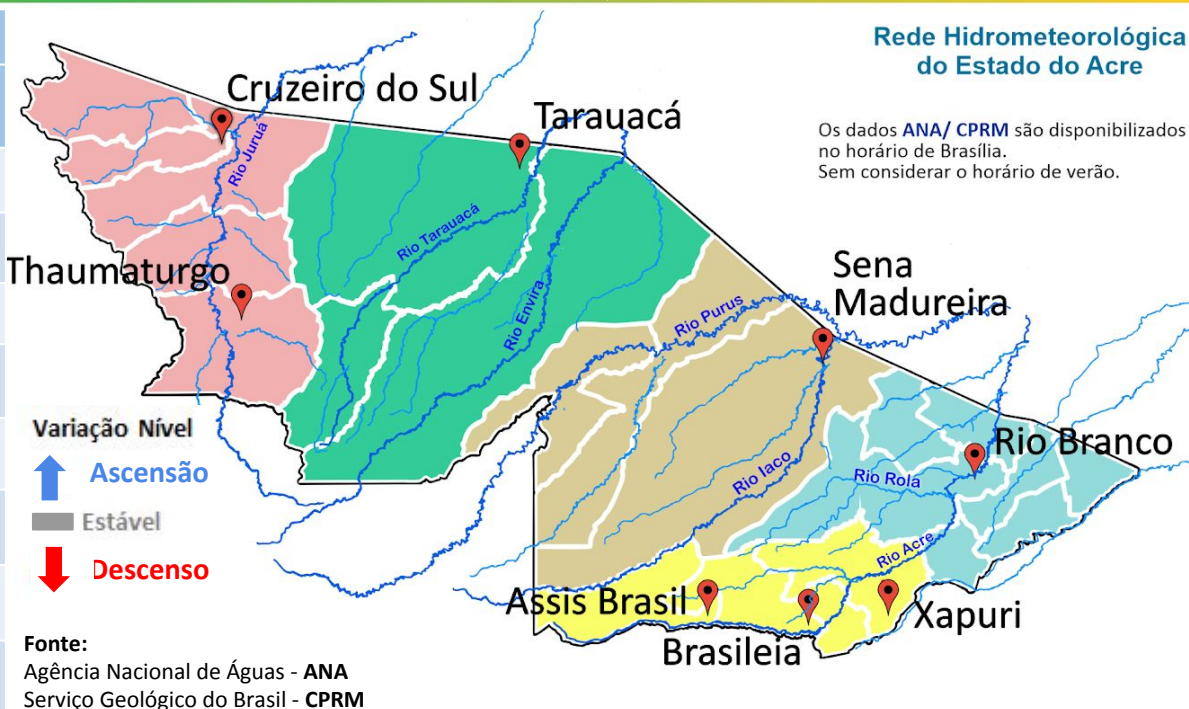 Rede Hidrometeorológica
do Estado do Acre
Os dados ANA/ CPRM são disponibilizados
no horário de Brasília.
Sem considerar o horário de verão.
Cruzeiro do Sul
Tarauacá
Rio Juruá
Rio Tarauacá
Thaumaturgo
Rio Envira
Sena
Madureira
Rio Purus
Variação Nível
Ascensão
Estável
Descenso
Rio Branco
Rio Iaco
Rio Rola
Rio Acre
Assis Brasil
Xapuri
Brasileia
Fonte:
Agência Nacional de Águas - ANA
Serviço Geológico do Brasil - CPRM